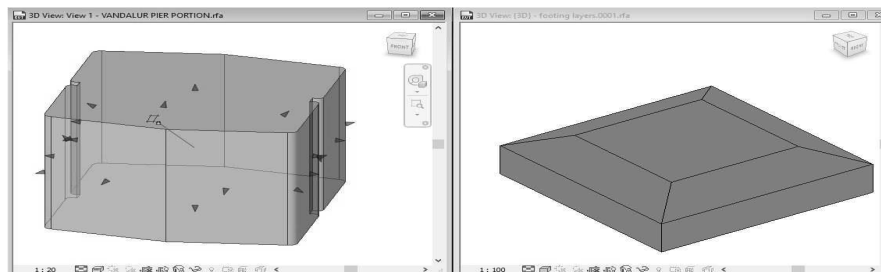 3D View: View 1 - VANDALUR PIER PORTION.rfa
3D View: {3D} - footing layers.0001.rfa
FRONT
RIGHT
1 : 20
1 : 100